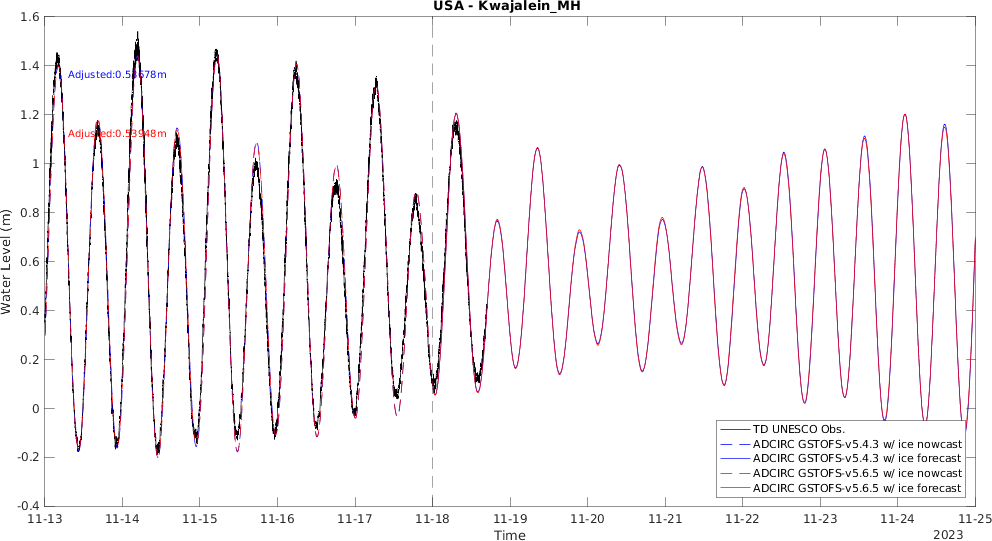 USA - Kwajalein_MH
1.6
1.4
1.2
1
0.8
0.6
0.4
0.2
0
-0.2
-0.4
Water Level (m)
Adjusted:0.53678m
Adjusted:0.53948m
TD UNESCO Obs.
ADCIRC GSTOFS-v5.4.3 w/ ice nowcast
ADCIRC GSTOFS-v5.4.3 w/ ice forecast
ADCIRC GSTOFS-v5.6.5 w/ ice nowcast
ADCIRC GSTOFS-v5.6.5 w/ ice forecast
11-13 11-14 11-15 11-16 11-17 11-18 11-19 11-20 11-21 11-22 11-23 11-24 11-25
Time
2023